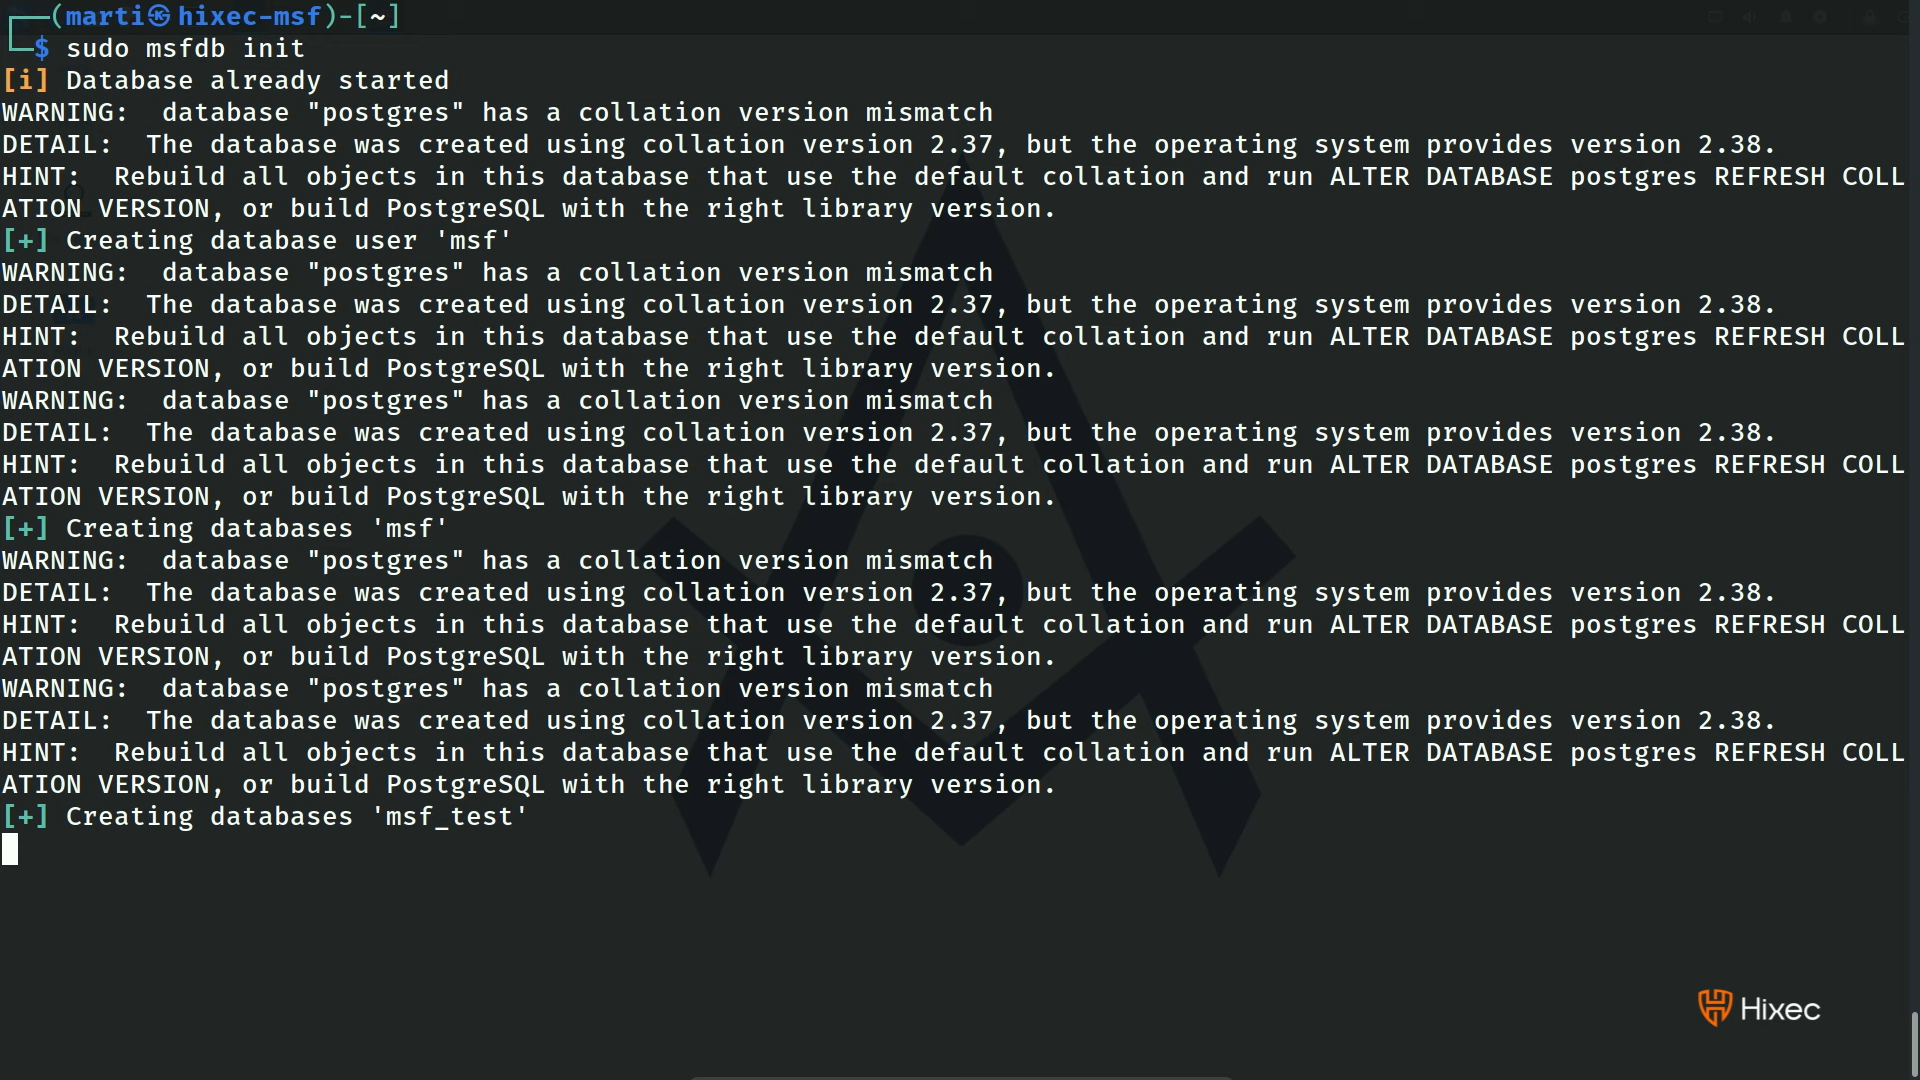 (marti㉿hixec-msf)-[~]
$ sudo msfdb init
[i] Database already started
WARNING:  database "postgres" has a collation version mismatch
DETAIL:  The database was created using collation version 2.37, but the operating system provides version 2.38.
HINT:  Rebuild all objects in this database that use the default collation and run ALTER DATABASE postgres REFRESH COLL
ATION VERSION, or build PostgreSQL with the right library version.
[+] Creating database user 'msf'
WARNING:  database "postgres" has a collation version mismatch
DETAIL:  The database was created using collation version 2.37, but the operating system provides version 2.38.
HINT:  Rebuild all objects in this database that use the default collation and run ALTER DATABASE postgres REFRESH COLL
ATION VERSION, or build PostgreSQL with the right library version.
WARNING:  database "postgres" has a collation version mismatch
DETAIL:  The database was created using collation version 2.37, but the operating system provides version 2.38.
HINT:  Rebuild all objects in this database that use the default collation and run ALTER DATABASE postgres REFRESH COLL
ATION VERSION, or build PostgreSQL with the right library version.
[+] Creating databases 'msf'
WARNING:  database "postgres" has a collation version mismatch
DETAIL:  The database was created using collation version 2.37, but the operating system provides version 2.38.
HINT:  Rebuild all objects in this database that use the default collation and run ALTER DATABASE postgres REFRESH COLL
ATION VERSION, or build PostgreSQL with the right library version.
WARNING:  database "postgres" has a collation version mismatch
DETAIL:  The database was created using collation version 2.37, but the operating system provides version 2.38.
HINT:  Rebuild all objects in this database that use the default collation and run ALTER DATABASE postgres REFRESH COLL
ATION VERSION, or build PostgreSQL with the right library version.
[+] Creating databases 'msf_test'
Hixec